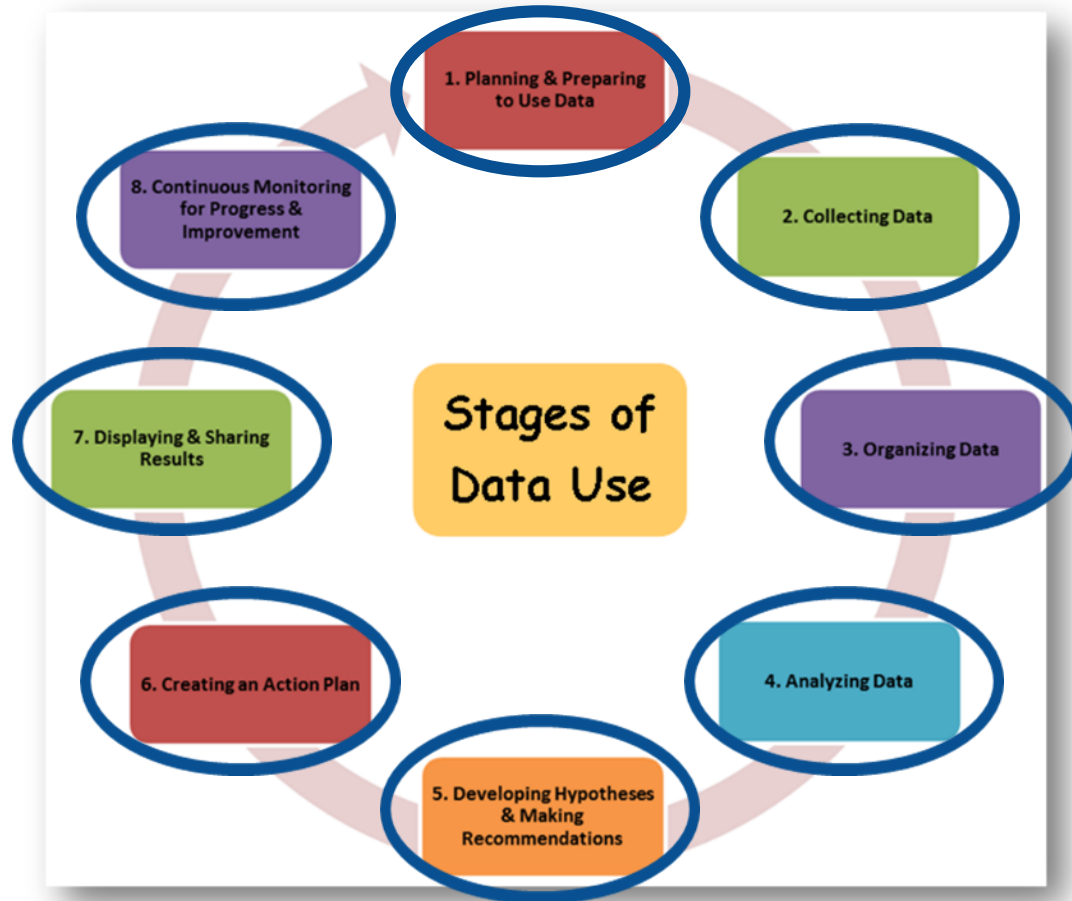 Stages of
Data Use
1. Planning & Preparing
to Use Data
2. Collecting Data
3. Organizing Data
4. Analyzing Data
5. Developing Hypotheses
& Making
Recommendations
6. Creating an Action Plan
7. Displaying & Sharing
Results
8. Continuous Monitoring
for Progress &
Improvement